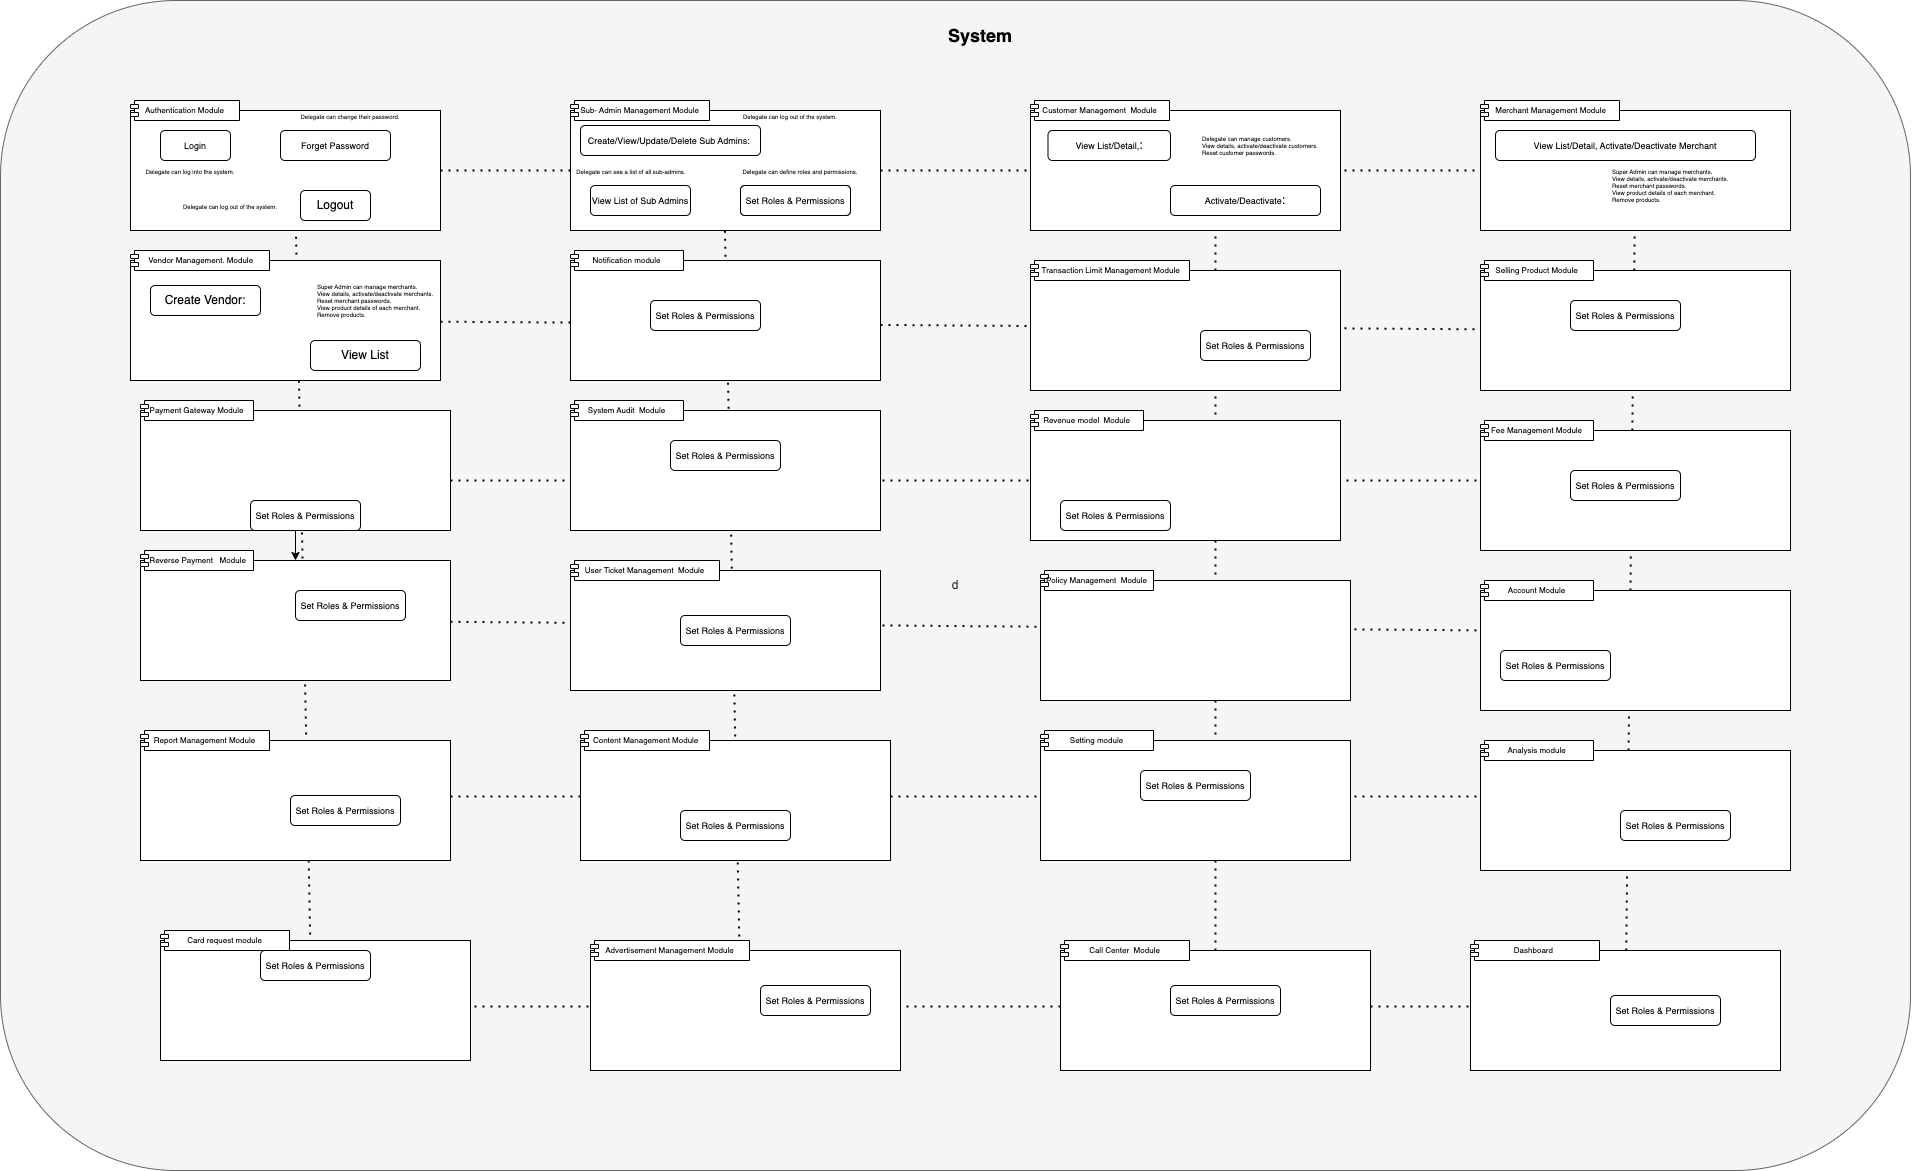 System
Authentication Module
Delegate can change their password.
Login
Forget Password
Delegate can log into the system.
Delegate can log out of the system.
Logout
Sub- Admin Management Module
Delegate can log out of the system.
Create/View/Update/Delete Sub Admins:
Delegate can see a list of all sub-admins.
Delegate can define roles and permissions.
View List of Sub Admins
Set Roles & Permissions
Customer Management  Module
View List/Detail,:
Delegate can manage customers.
View details, activate/deactivate customers.
Reset customer passwords.
Activate/Deactivate:
Merchant Management Module
View List/Detail, Activate/Deactivate Merchant
Super Admin can manage merchants.
View details, activate/deactivate merchants.
Reset merchant passwords.
View product details of each merchant.
Remove products.
Vendor Management. Module
Create Vendor:
Super Admin can manage merchants.
View details, activate/deactivate merchants.
Reset merchant passwords.
View product details of each merchant.
Remove products.
View List
Notification module
Set Roles & Permissions
Transaction Limit Management Module
Set Roles & Permissions
Selling Product Module
Set Roles & Permissions
Payment Gateway Module
Set Roles & Permissions
System Audit  Module
Set Roles & Permissions
Revenue model  Module
Set Roles & Permissions
Fee Management Module
Set Roles & Permissions
Reverse Payment   Module
Set Roles & Permissions
User Ticket Management  Module
Set Roles & Permissions
d
Policy Management  Module
Account Module
Set Roles & Permissions
Report Management Module
Set Roles & Permissions
Content Management Module
Set Roles & Permissions
Setting module
Set Roles & Permissions
Analysis module
Set Roles & Permissions
Card request module
Set Roles & Permissions
Advertisement Management Module
Set Roles & Permissions
Call Center  Module
Set Roles & Permissions
Dashboard
Set Roles & Permissions